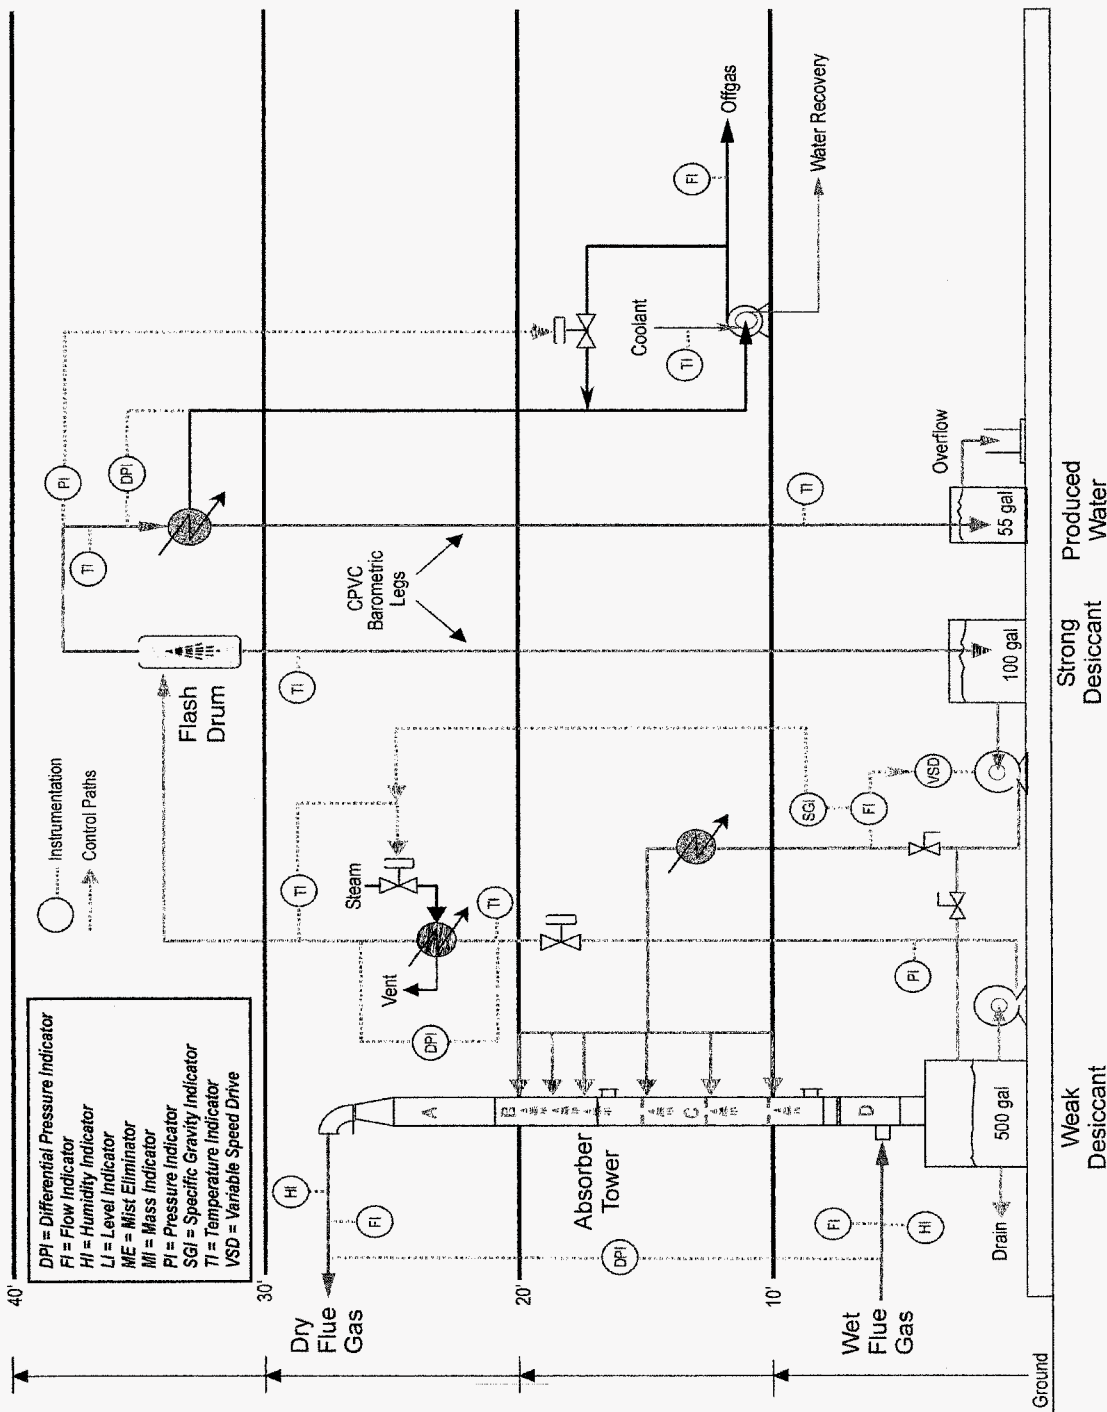 40'
30'
20'
10'
Ground
DPI = Differential Pressure Indicator
FI = Flow Indicator
HI = Humidity Indicator
LI = Level Indicator
ME = Mist Eliminator
MI = Mass Indicator
PI = Pressure Indicator
SGI = Specific Gravity Indicator
TI = Temperature Indicator
VSD = Variable Speed Drive
Instrumentation
Control Paths
Dry
Flue
Gas
HI
FI
DPI
Wet
Flue
Gas
FI
HI
Absorber
Tower
A
B
C
D
Drain
500 gal
Weak
Desiccant
Vent
DPI
Steam
TI
TI
PI
SGI
FI
VSD
Flash
Drum
TI
100 gal
Strong
Desiccant
CPVC
Barometric
Legs
TI
PI
DPI
TI
55 gal
Overflow
Produced
Water
Coolant
TI
FI
Offgas
Water Recovery